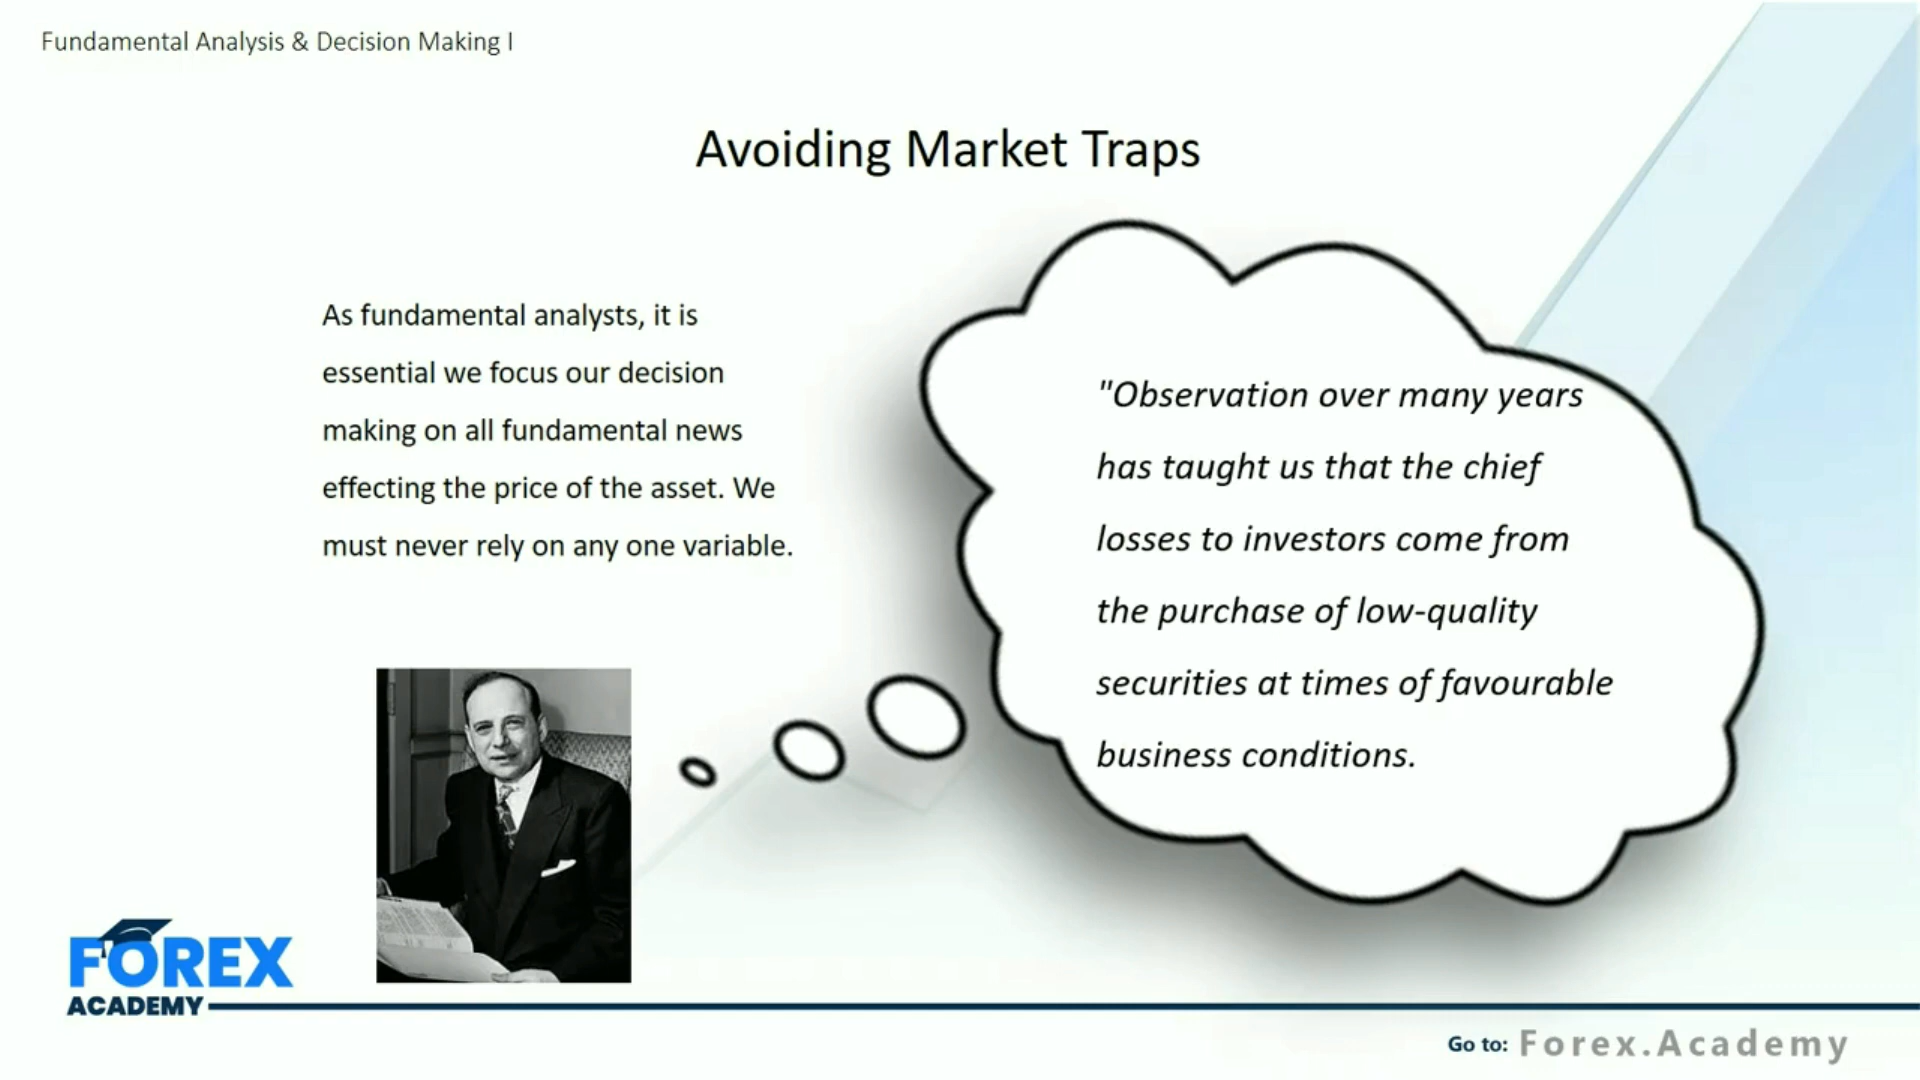 Fundamental Analysis & Decision Making I
Avoiding Market Traps
As fundamental analysts, it is
essential we focus our decision
making on all fundamental news
effecting the price of the asset. We
must never rely on any one variable.
"Observation over many years
has taught us that the chief
losses to investors come from
the purchase of low-quality
securities at times of favourable
business conditions.
FOREX
ACADEMY
Go to: Forex.Academy